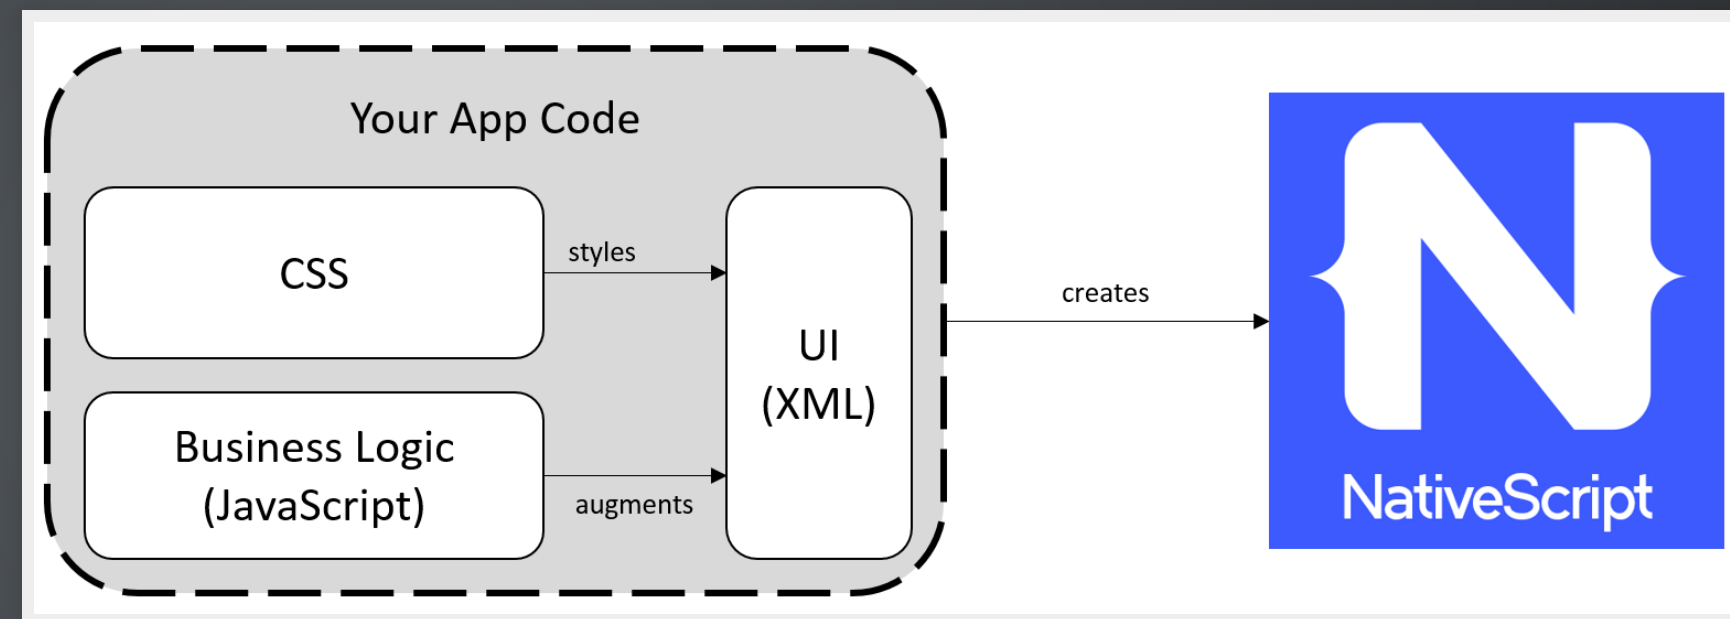 Your App Code
CSS
styles
UI
(XML)
Business Logic
(JavaScript)
augments
creates
NativeScript